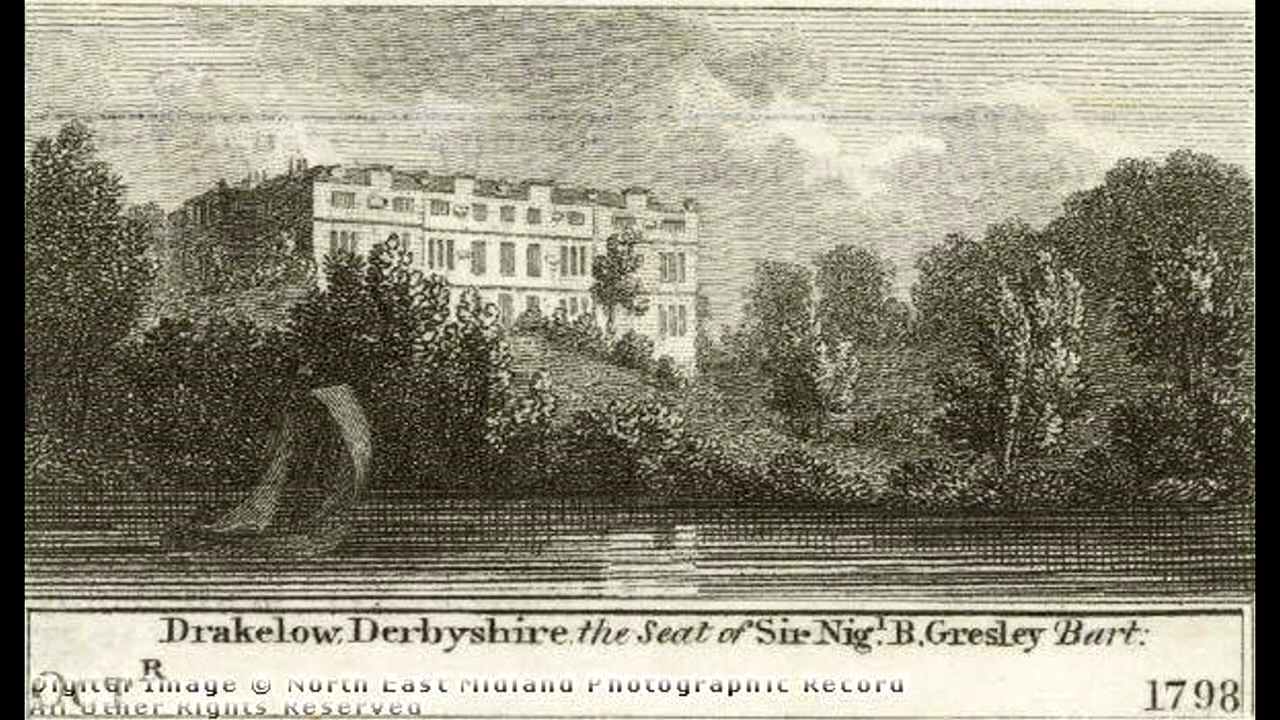 Drakelow, Derbyshire the Seat of Sir Nigˡ. B. Gresley Bart:
R
Digital Image © North East Midland Photographic Record
All Other Rights Reserved
1798